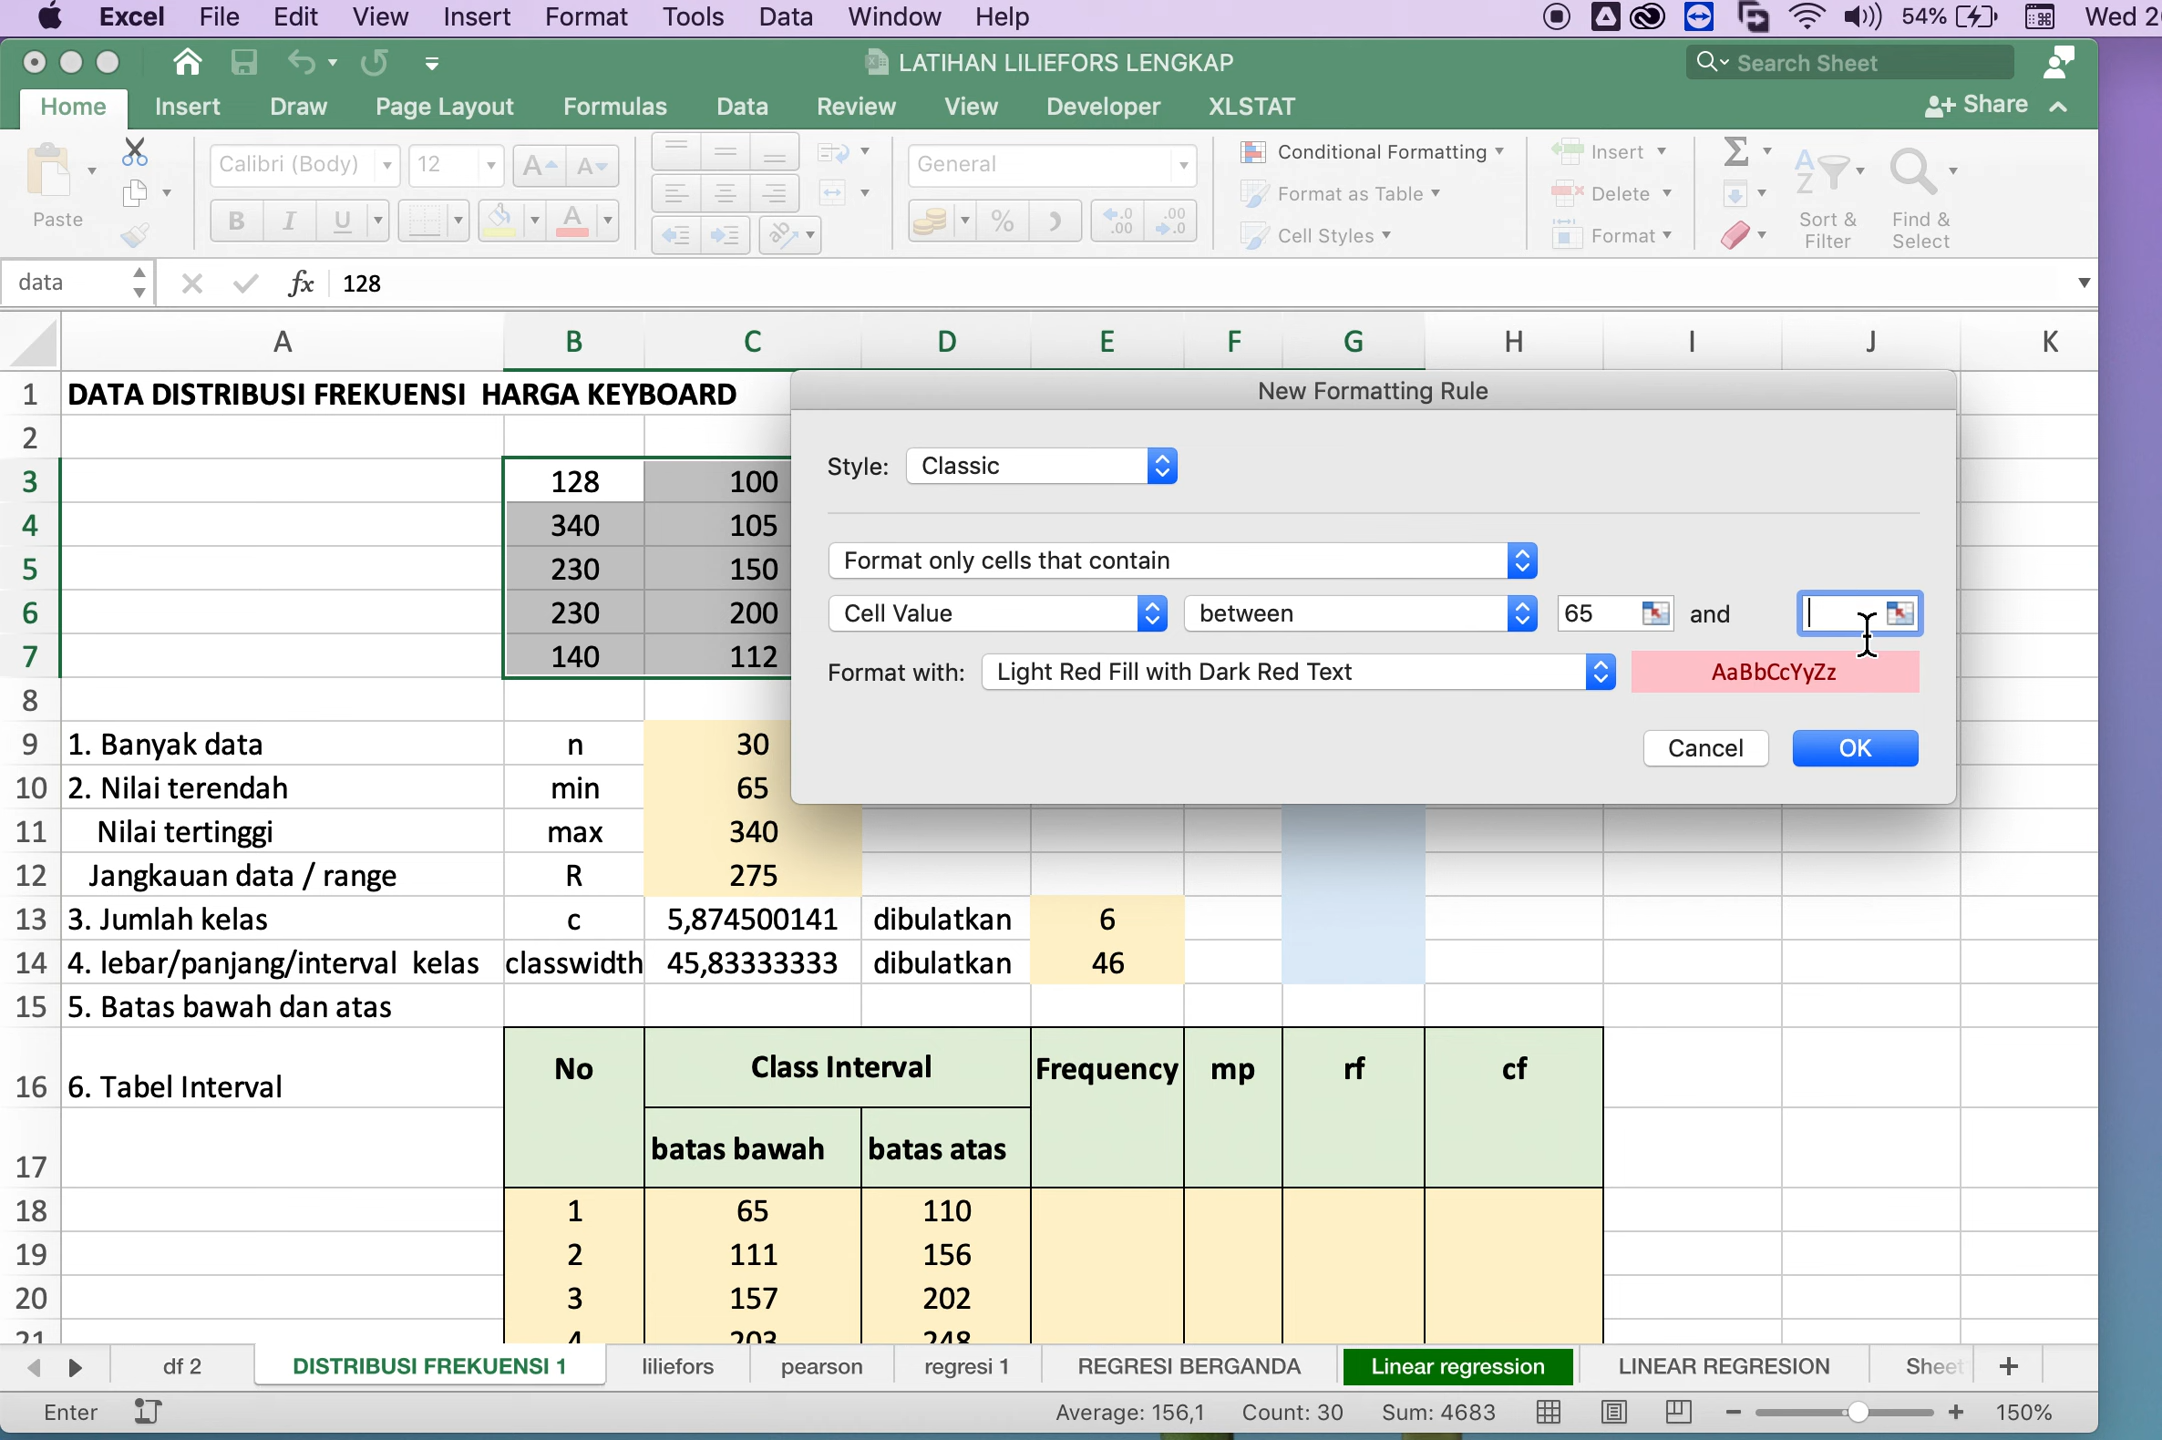 Excel File Edit View Insert Format Tools Data Window Help 54% Wed 2
LATIHAN LILIEFORS LENGKAP Search Sheet
Home Insert Draw Page Layout Formulas Data Review View Developer XLSTAT Share
Paste Calibri (Body) 12 General Conditional Formatting Insert
Format as Table Delete Sort & Filter Find & Select
Cell Styles Format
data fx 128
A B C D E F G H I J K
1 DATA DISTRIBUSI FREKUENSI HARGA KEYBOARD
2
3 128 100
4 340 105
5 230 150
6 230 200
7 140 112
8
New Formatting Rule
Style: Classic
Format only cells that contain
Cell Value between 65 and
Format with: Light Red Fill with Dark Red Text AaBbCcYyZz
Cancel OK
9 1. Banyak data n 30
10 2. Nilai terendah min 65
11 Nilai tertinggi max 340
12 Jangkauan data / range R 275
13 3. Jumlah kelas c 5,874500141 dibulatkan 6
14 4. lebar/panjang/interval kelas classwidth 45,83333333 dibulatkan 46
15 5. Batas bawah dan atas
16 6. Tabel Interval No Class Interval Frequency mp rf cf
17 batas bawah batas atas
18 1 65 110
19 2 111 156
20 3 157 202
21 4 203 248
df 2 DISTRIBUSI FREKUENSI 1 liliefors pearson regresi 1 REGRESI BERGANDA Linear regression LINEAR REGRESION Sheet
Enter Average: 156,1 Count: 30 Sum: 4683 150%